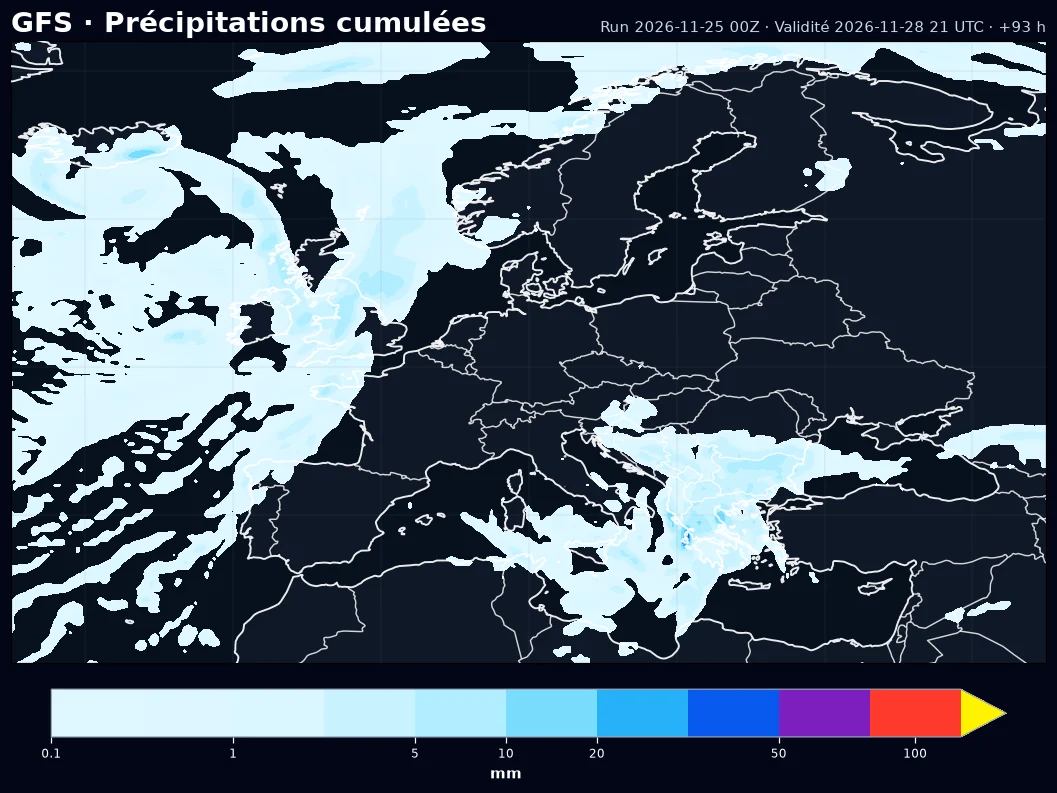 GFS · Précipitations cumulées
Run 2026-11-25 00Z · Validité 2026-11-28 21 UTC · +93 h
0.1 1 5 10 20 50 100
mm